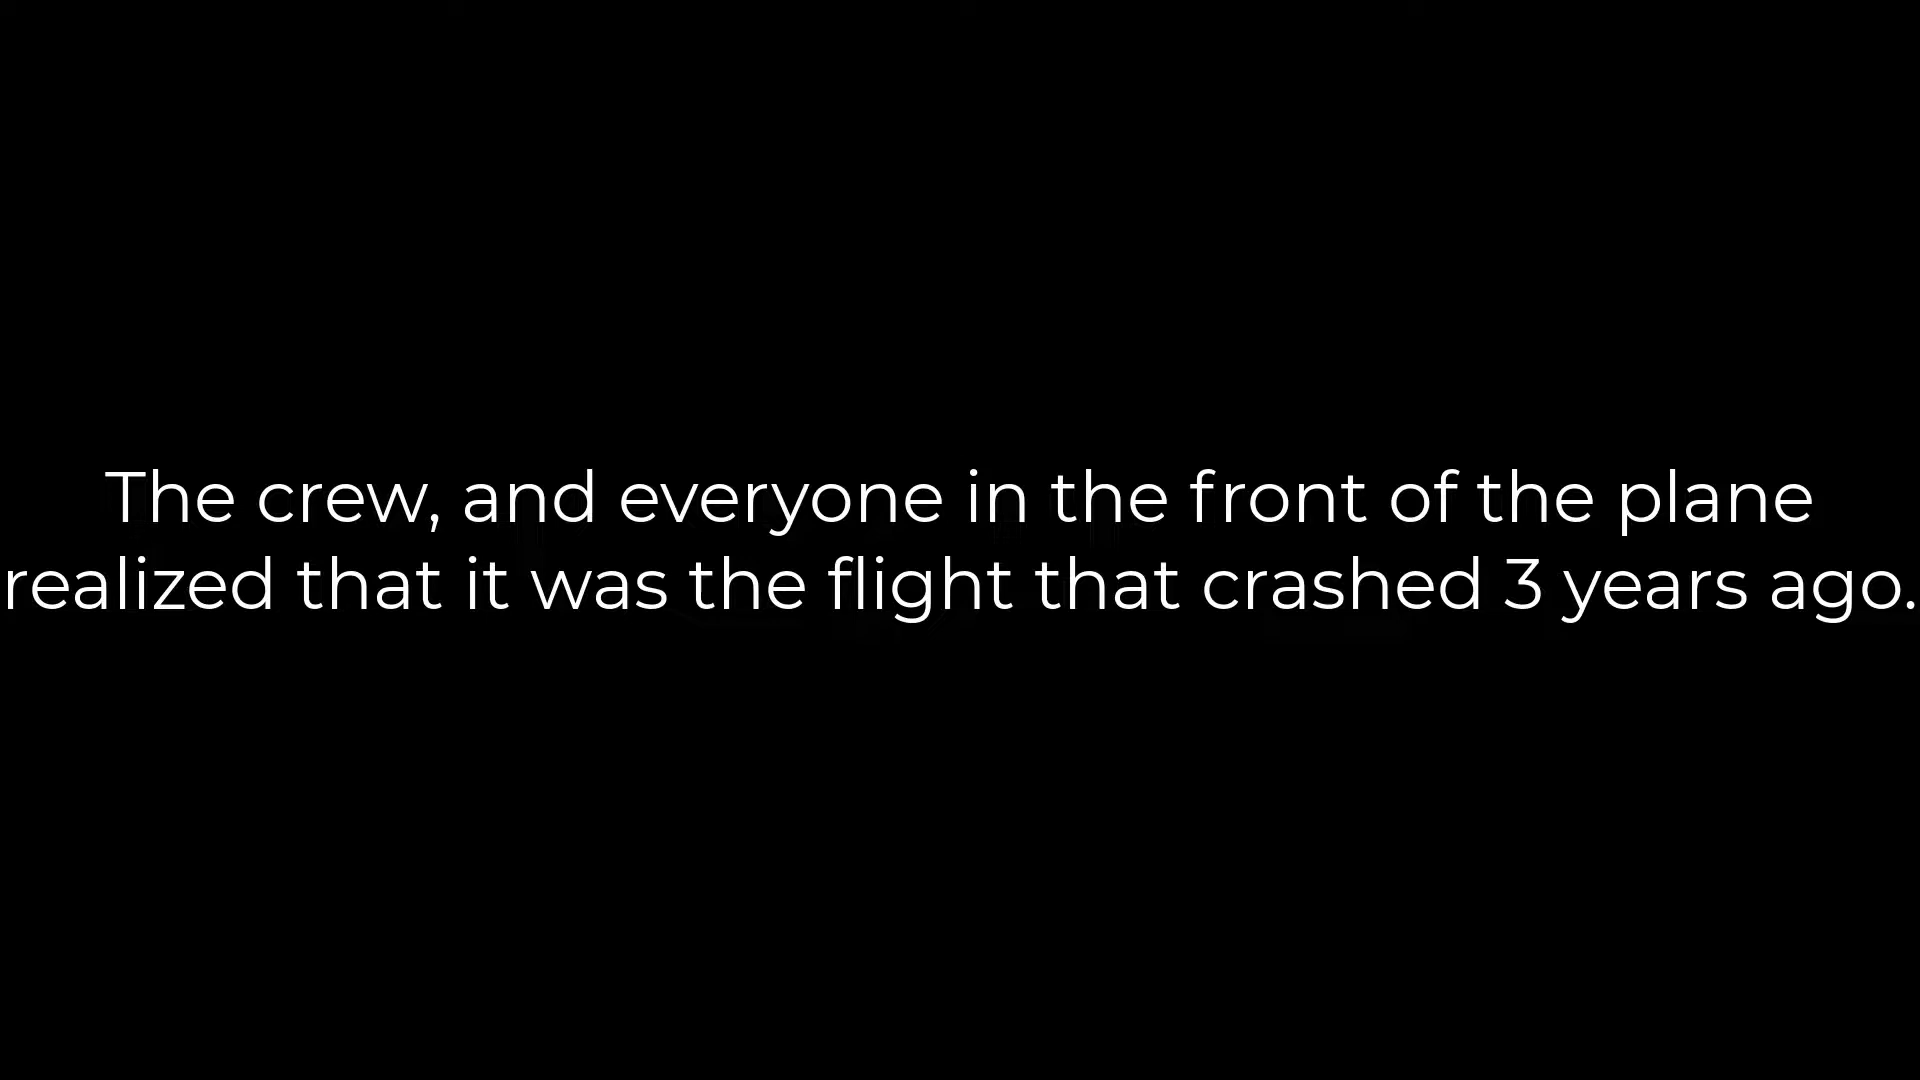 The crew, and everyone in the front of the plane
realized that it was the flight that crashed 3 years ago.